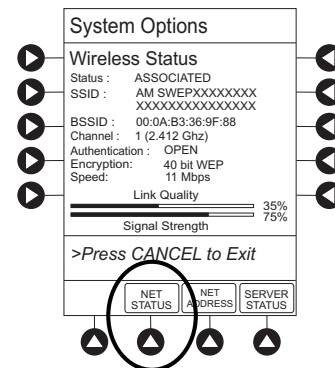 System Options
Wireless Status
Status : ASSOCIATED
SSID : AM SWEPXXXXXXXX
XXXXXXXXXXXXXXX
BSSID : 00:0A:B3:36:9F:88
Channel : 1 (2.412 Ghz)
Authentication : OPEN
Encryption: 40 bit WEP
Speed: 11 Mbps
Link Quality
35%
75%
Signal Strength
>Press CANCEL to Exit
NET STATUS
NET ADDRESS
SERVER STATUS